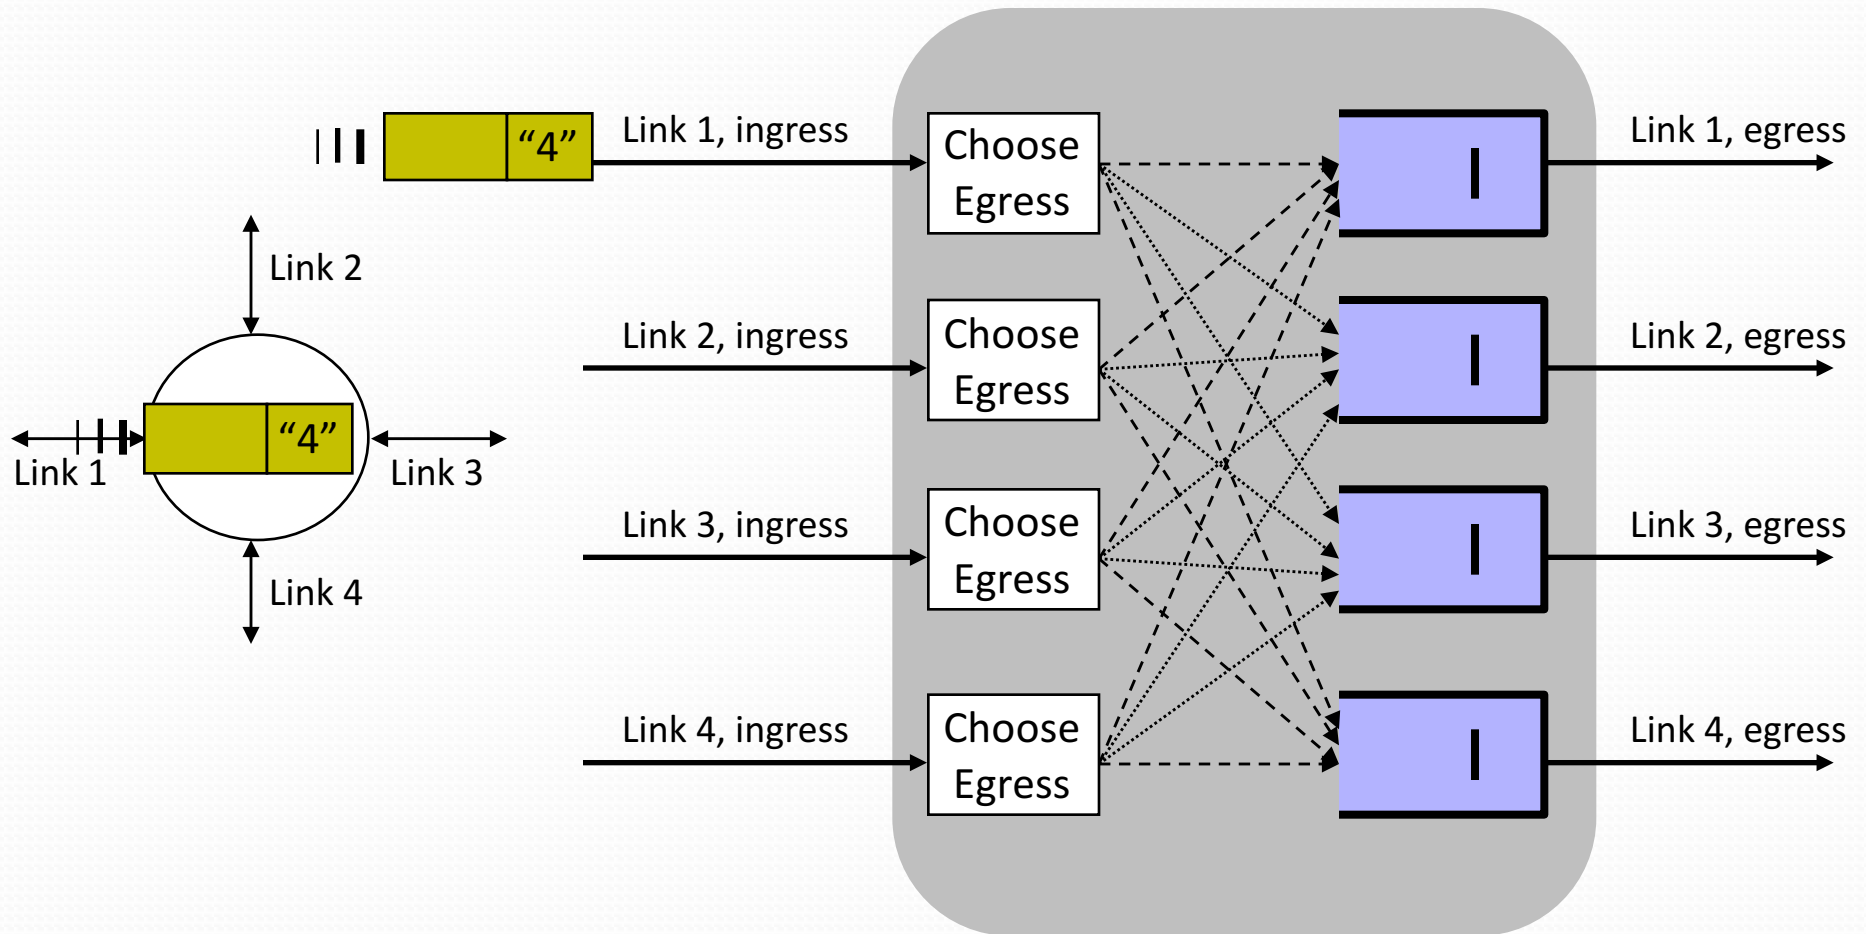 “4”
Link 1, ingress
Choose
Egress
Link 1, egress
Link 2
Link 2, ingress
Choose
Egress
Link 2, egress
“4”
Link 1
Link 3
Link 3, ingress
Choose
Egress
Link 3, egress
Link 4
Link 4, ingress
Choose
Egress
Link 4, egress